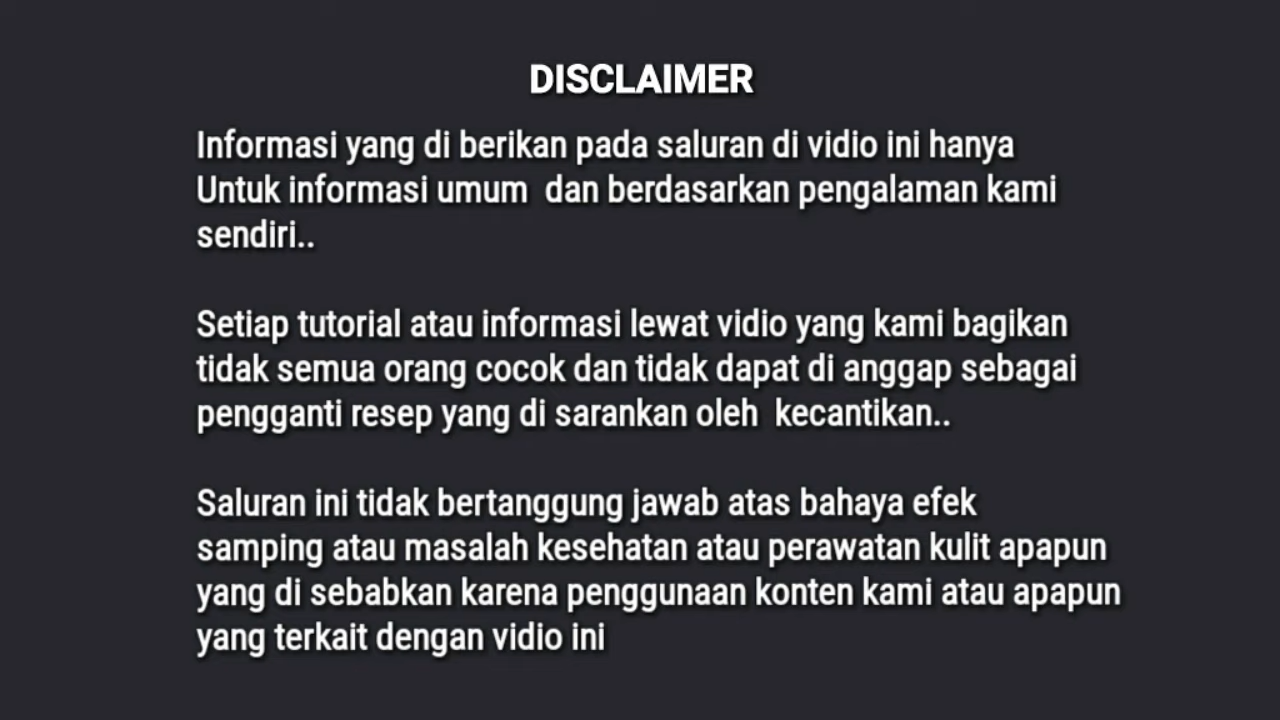 DISCLAIMER
Informasi yang di berikan pada saluran di vidio ini hanya
Untuk informasi umum  dan berdasarkan pengalaman kami
sendiri..
Setiap tutorial atau informasi lewat vidio yang kami bagikan
tidak semua orang cocok dan tidak dapat di anggap sebagai
pengganti resep yang di sarankan oleh  kecantikan..
Saluran ini tidak bertanggung jawab atas bahaya efek
samping atau masalah kesehatan atau perawatan kulit apapun
yang di sebabkan karena penggunaan konten kami atau apapun
yang terkait dengan vidio ini